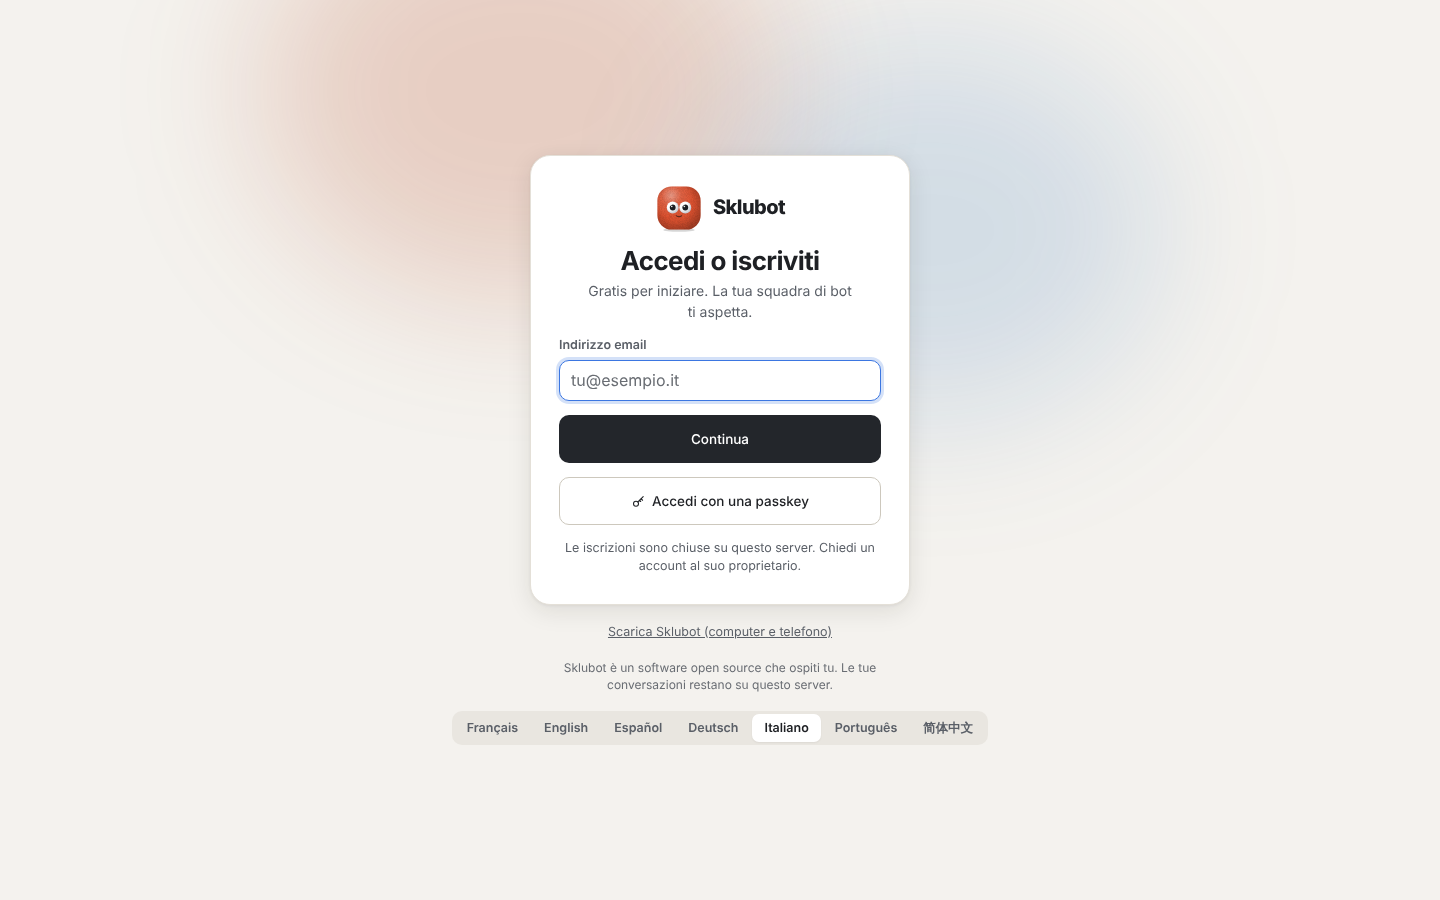 Sklubot
Accedi o iscriviti
Gratis per iniziare. La tua squadra di bot
ti aspetta.
Indirizzo email
tu@esempio.it
Continua
Accedi con una passkey
Le iscrizioni sono chiuse su questo server. Chiedi un
account al suo proprietario.
Scarica Sklubot (computer e telefono)
Sklubot è un software open source che ospiti tu. Le tue
conversazioni restano su questo server.
Français English Español Deutsch Italiano Português 简体中文